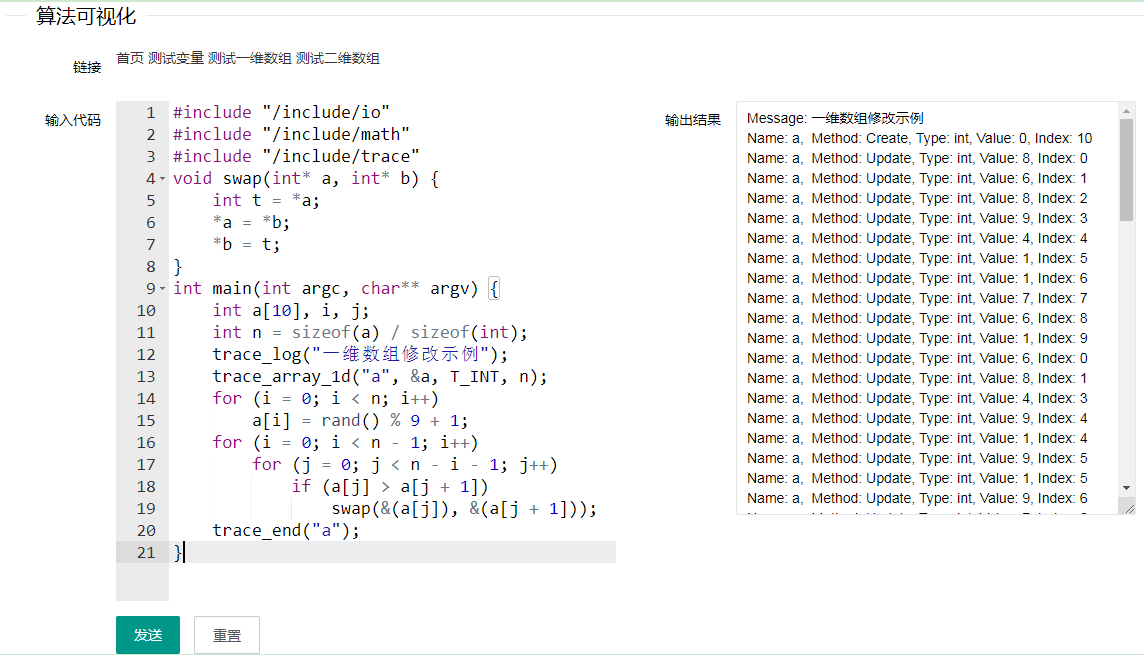 算法可视化
链接
首页 测试变量 测试一维数组 测试二维数组
输入代码
1 #include "/include/io"
2 #include "/include/math"
3 #include "/include/trace"
4 void swap(int* a, int* b) {
5     int t = *a;
6     *a = *b;
7     *b = t;
8 }
9 int main(int argc, char** argv) {
10     int a[10], i, j;
11     int n = sizeof(a) / sizeof(int);
12     trace_log("一维数组修改示例");
13     trace_array_1d("a", &a, T_INT, n);
14     for (i = 0; i < n; i++)
15         a[i] = rand() % 9 + 1;
16     for (i = 0; i < n - 1; i++)
17         for (j = 0; j < n - i - 1; j++)
18             if (a[j] > a[j + 1])
19                 swap(&(a[j]), &(a[j + 1]));
20     trace_end("a");
21 }
输出结果
Message: 一维数组修改示例
Name: a,  Method: Create, Type: int, Value: 0, Index: 10
Name: a,  Method: Update, Type: int, Value: 8, Index: 0
Name: a,  Method: Update, Type: int, Value: 6, Index: 1
Name: a,  Method: Update, Type: int, Value: 8, Index: 2
Name: a,  Method: Update, Type: int, Value: 9, Index: 3
Name: a,  Method: Update, Type: int, Value: 4, Index: 4
Name: a,  Method: Update, Type: int, Value: 1, Index: 5
Name: a,  Method: Update, Type: int, Value: 1, Index: 6
Name: a,  Method: Update, Type: int, Value: 7, Index: 7
Name: a,  Method: Update, Type: int, Value: 6, Index: 8
Name: a,  Method: Update, Type: int, Value: 1, Index: 9
Name: a,  Method: Update, Type: int, Value: 6, Index: 0
Name: a,  Method: Update, Type: int, Value: 8, Index: 1
Name: a,  Method: Update, Type: int, Value: 4, Index: 3
Name: a,  Method: Update, Type: int, Value: 9, Index: 4
Name: a,  Method: Update, Type: int, Value: 1, Index: 4
Name: a,  Method: Update, Type: int, Value: 9, Index: 5
Name: a,  Method: Update, Type: int, Value: 1, Index: 5
Name: a,  Method: Update, Type: int, Value: 9, Index: 6
发送
重置